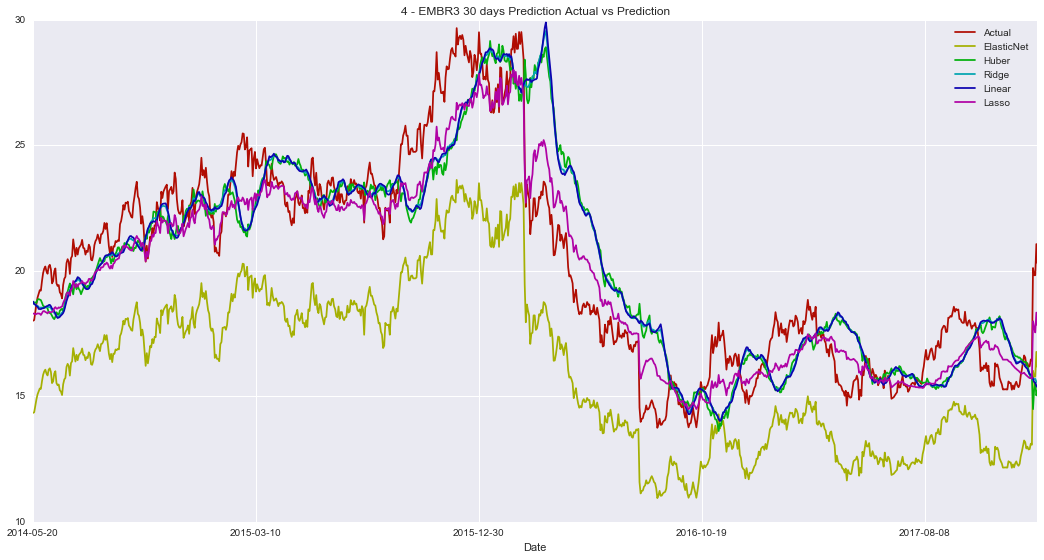 4 - EMBR3 30 days Prediction Actual vs Prediction
30
25
20
15
10
Actual
ElasticNet
Huber
Ridge
Linear
Lasso
2014-05-20 2015-03-10 2015-12-30 2016-10-19 2017-08-08
Date